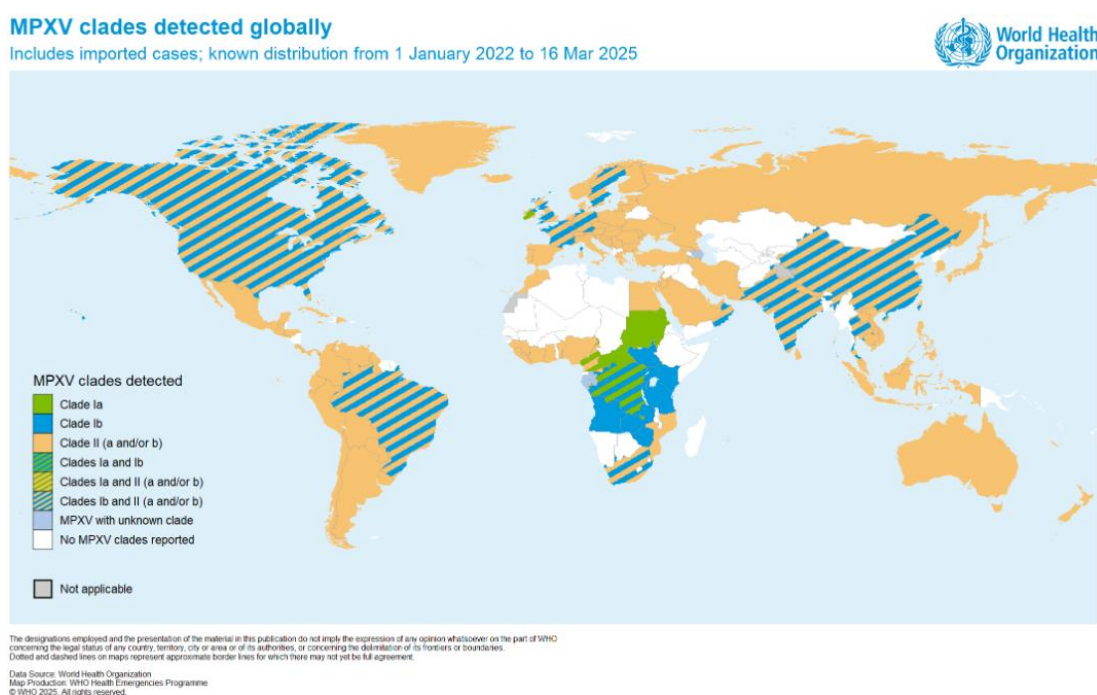 MPXV clades detected globally
Includes imported cases; known distribution from 1 January 2022 to 16 Mar 2025
World Health
Organization
MPXV clades detected
Clade Ia
Clade Ib
Clade II (a and/or b)
Clades Ia and Ib
Clades Ia and II (a and/or b)
Clades Ib and II (a and/or b)
MPXV with unknown clade
No MPXV clades reported
Not applicable
The designations employed and the presentation of the material in this publication do not imply the expression of any opinion whatsoever on the part of WHO
concerning the legal status of any country, territory, city or area or of its authorities, or concerning the delimitation of its frontiers or boundaries.
Dotted and dashed lines on maps represent approximate border lines for which there may not yet be full agreement.
Data Source: World Health Organization
Map Production: WHO Health Emergencies Programme
© WHO 2025. All rights reserved.